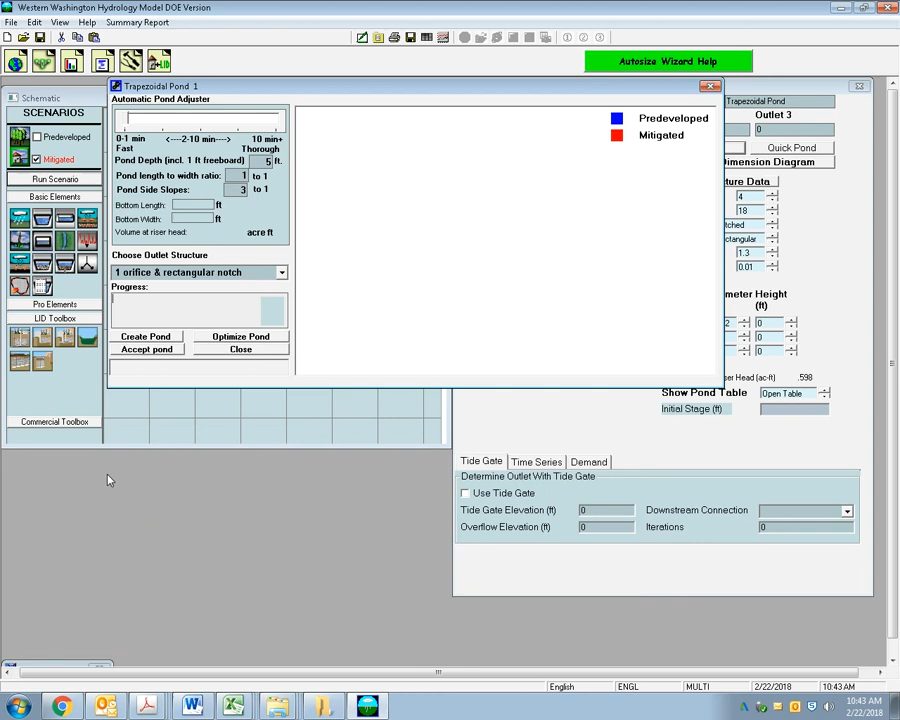 Western Washington Hydrology Model DOE Version
File Edit View Help Summary Report
Autosize Wizard Help
+LID
Schematic
SCENARIOS
Predeveloped
Mitigated
Run Scenario
Basic Elements
Pro Elements
LID Toolbox
Commercial Toolbox
Trapezoidal Pond 1
Automatic Pond Adjuster
0-1 min <----2-10 min----> 10 min+
Fast Thorough
Pond Depth (incl. 1 ft freeboard) 5 ft.
Pond length to width ratio: 1 to 1
Pond Side Slopes: 3 to 1
Bottom Length: ft
Bottom Width: ft
Volume at riser head: acre ft
Choose Outlet Structure
1 orifice & rectangular notch
Progress:
Create Pond Optimize Pond
Accept pond Close
Predeveloped
Mitigated
Trapezoidal Pond
Outlet 3
0
Quick Pond
Dimension Diagram
ture Data
4
18
tched
ctangular
1.3
0.01
meter Height
(ft)
2 0
0
0
ser Head (ac-ft) .598
Show Pond Table Open Table
Initial Stage (ft)
Tide Gate Time Series Demand
Determine Outlet With Tide Gate
Use Tide Gate
Tide Gate Elevation (ft) 0 Downstream Connection
Overflow Elevation (ft) 0 Iterations 0
English ENGL MULTI 2/22/2018 10:43 AM
10:43 AM
2/22/2018